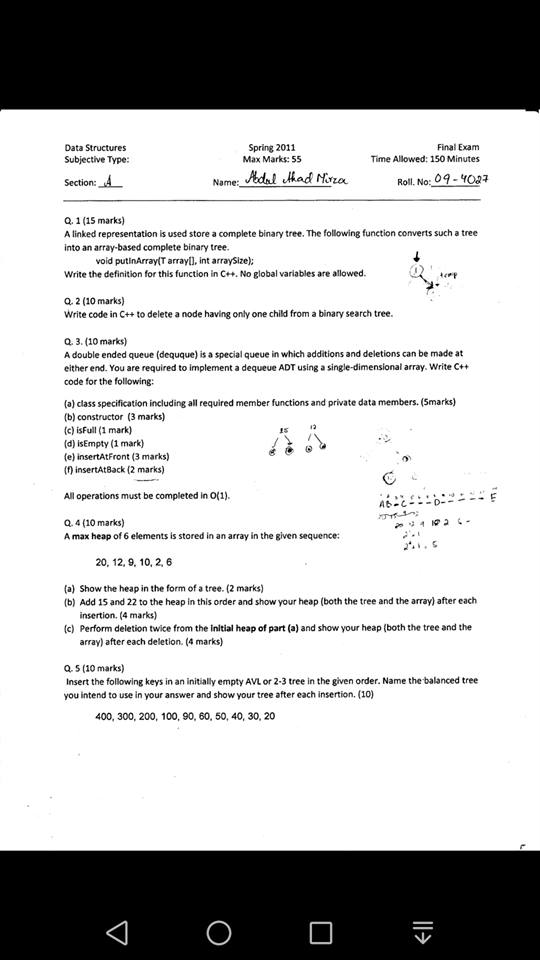 Data Structures Spring 2011 Final Exam
Subjective Type: Max Marks: 55 Time Allowed: 150 Minutes
Section: A Name: Abdul Ahad Mirza Roll. No: 09-4027
Q. 1 (15 marks)
A linked representation is used store a complete binary tree. The following function converts such a tree
into an array-based complete binary tree.
void putInArray(T array[], int arraySize);
Write the definition for this function in C++. No global variables are allowed.
1
temp
Q. 2 (10 marks)
Write code in C++ to delete a node having only one child from a binary search tree.
Q. 3. (10 marks)
A double ended queue (dequque) is a special queue in which additions and deletions can be made at
either end. You are required to implement a dequeue ADT using a single-dimensional array. Write C++
code for the following:
(a) class specification including all required member functions and private data members. (5marks)
(b) constructor (3 marks)
(c) isFull (1 mark)
(d) isEmpty (1 mark)
(e) insertAtFront (3 marks)
(f) insertAtBack (2 marks)
15 12
AB-C---D------E
All operations must be completed in O(1).
Q. 4 (10 marks)
A max heap of 6 elements is stored in an array in the given sequence:
20, 12, 9, 10, 2, 6
20 12 9 10 2 6
(a) Show the heap in the form of a tree. (2 marks)
(b) Add 15 and 22 to the heap in this order and show your heap (both the tree and the array) after each
insertion. (4 marks)
(c) Perform deletion twice from the initial heap of part (a) and show your heap (both the tree and the
array) after each deletion. (4 marks)
Q. 5 (10 marks)
Insert the following keys in an initially empty AVL or 2-3 tree in the given order. Name the balanced tree
you intend to use in your answer and show your tree after each insertion. (10)
400, 300, 200, 100, 90, 60, 50, 40, 30, 20